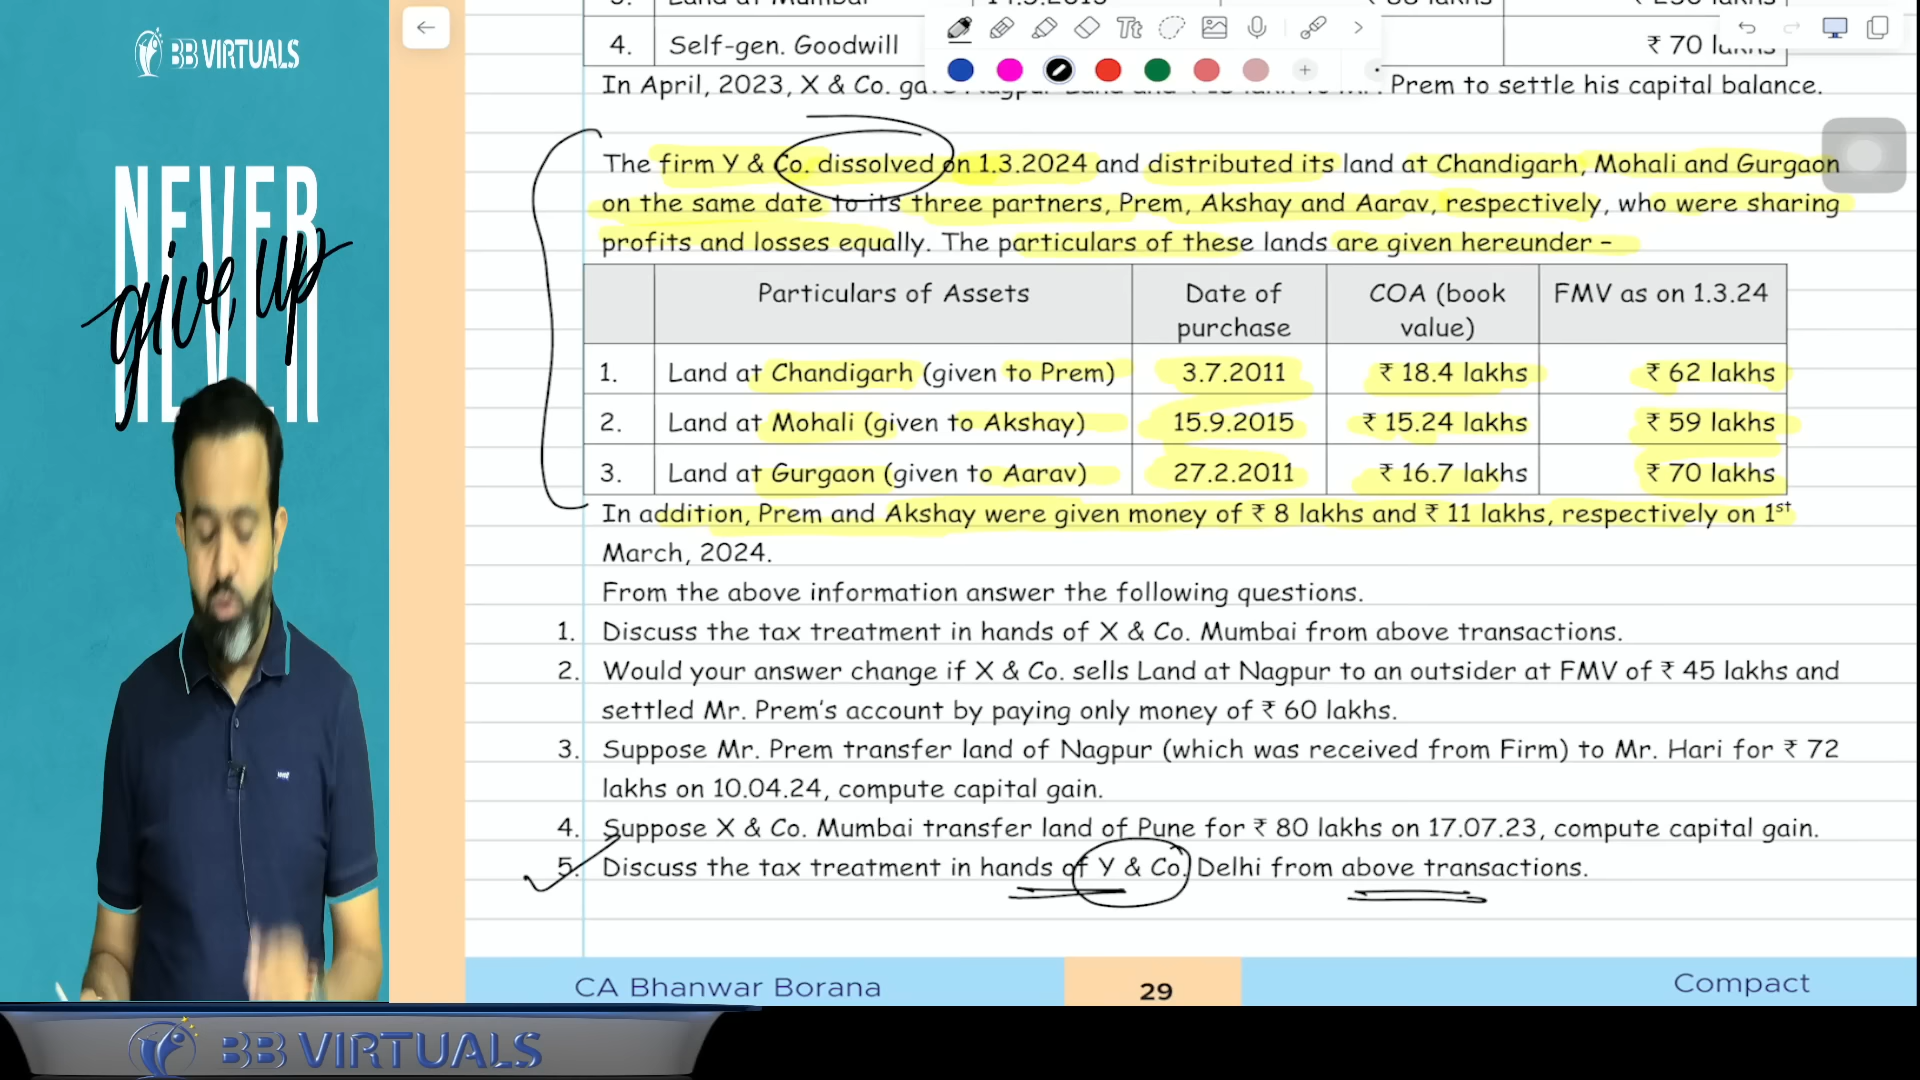 BB VIRTUALS
NEVER
give up
NEVER
4. Self-gen. Goodwill ₹ 70 lakhs
In April, 2023, X & Co. Prem to settle his capital balance.
The firm Y & Co. dissolved on 1.3.2024 and distributed its land at Chandigarh, Mohali and Gurgaon
on the same date to its three partners, Prem, Akshay and Aarav, respectively, who were sharing
profits and losses equally. The particulars of these lands are given hereunder –
Particulars of Assets Date of purchase COA (book value) FMV as on 1.3.24
1. Land at Chandigarh (given to Prem) 3.7.2011 ₹ 18.4 lakhs ₹ 62 lakhs
2. Land at Mohali (given to Akshay) 15.9.2015 ₹ 15.24 lakhs ₹ 59 lakhs
3. Land at Gurgaon (given to Aarav) 27.2.2011 ₹ 16.7 lakhs ₹ 70 lakhs
In addition, Prem and Akshay were given money of ₹ 8 lakhs and ₹ 11 lakhs, respectively on 1st
March, 2024.
From the above information answer the following questions.
1. Discuss the tax treatment in hands of X & Co. Mumbai from above transactions.
2. Would your answer change if X & Co. sells Land at Nagpur to an outsider at FMV of ₹ 45 lakhs and
settled Mr. Prem's account by paying only money of ₹ 60 lakhs.
3. Suppose Mr. Prem transfer land of Nagpur (which was received from Firm) to Mr. Hari for ₹ 72
lakhs on 10.04.24, compute capital gain.
4. Suppose X & Co. Mumbai transfer land of Pune for ₹ 80 lakhs on 17.07.23, compute capital gain.
5. Discuss the tax treatment in hands of Y & Co. Delhi from above transactions.
CA Bhanwar Borana 29 Compact
BB VIRTUALS